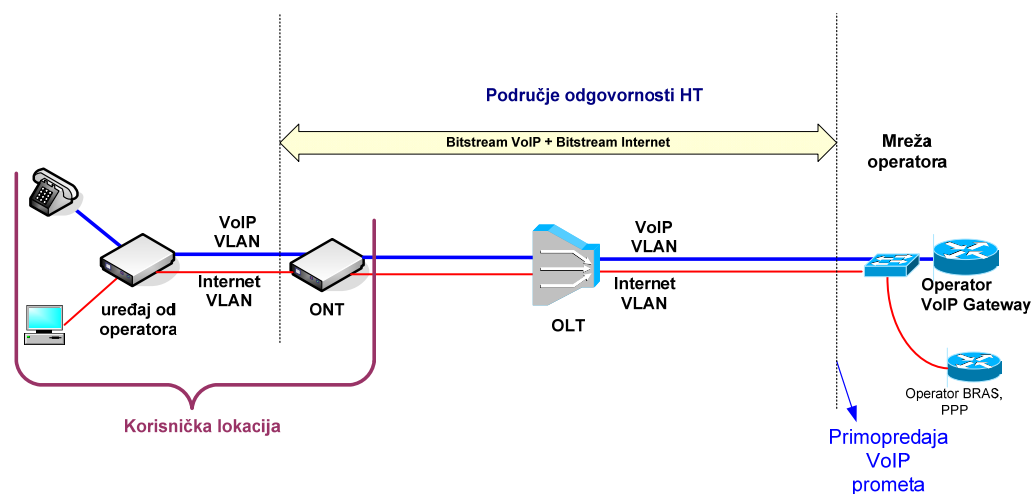 Područje odgovornosti HT
Bitstream VoIP + Bitstream Internet
Mreža
operatora
VoIP
VLAN
Internet
VLAN
uređaj od
operatora
ONT
VoIP
VLAN
Internet
VLAN
OLT
Operator
VoIP Gateway
Operator BRAS,
PPP
Korisnička lokacija
Primopredaja
VoIP
prometa